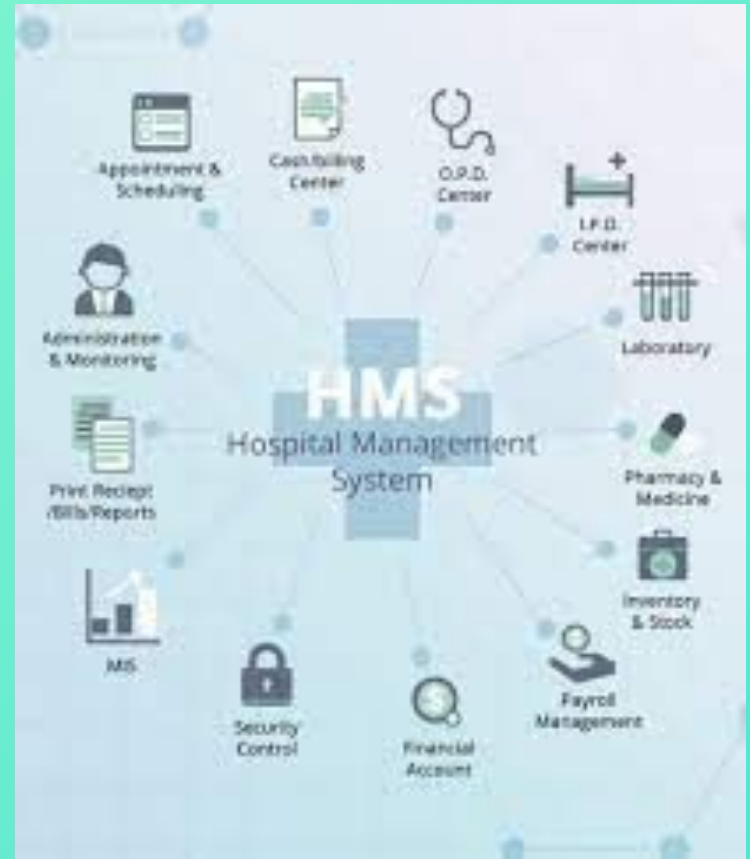 Appointment &
Scheduling
Cash/billing
Center
O.P.D.
Center
I.P.D.
Center
Laboratory
Pharmacy &
Medicine
Inventory
& Stock
Payroll
Management
Financial
Account
Security
Control
MIS
Print Reciept
/Bills/Reports
Administration
& Monitoring
HMS
Hospital Management
System